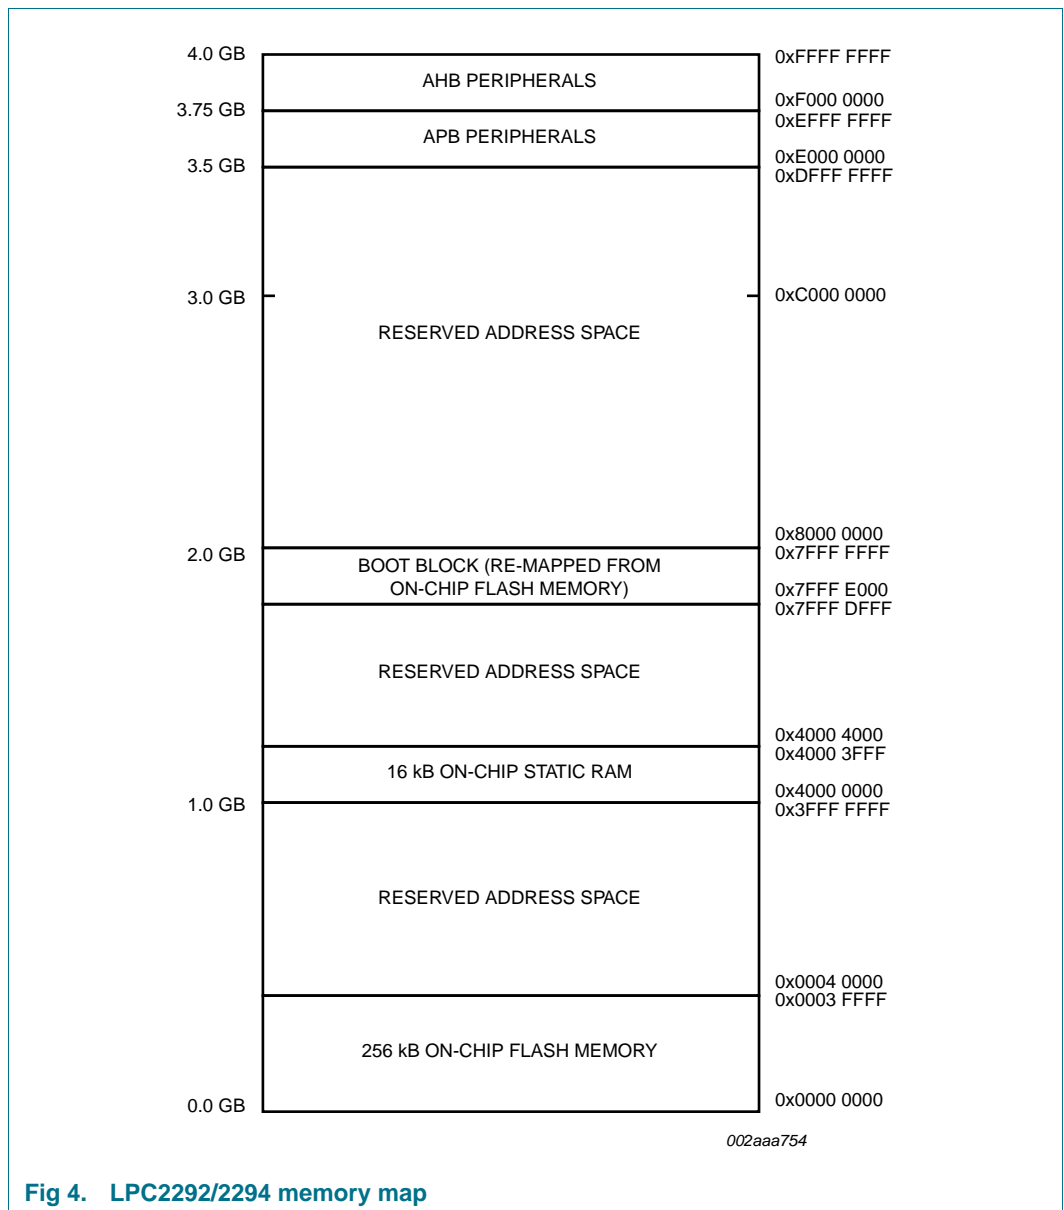 4.0 GB
0xFFFF FFFF
AHB PERIPHERALS
0xF000 0000
3.75 GB
0xEFFF FFFF
APB PERIPHERALS
0xE000 0000
3.5 GB
0xDFFF FFFF
3.0 GB
0xC000 0000
RESERVED ADDRESS SPACE
0x8000 0000
2.0 GB
0x7FFF FFFF
BOOT BLOCK (RE-MAPPED FROM
ON-CHIP FLASH MEMORY)
0x7FFF E000
0x7FFF DFFF
RESERVED ADDRESS SPACE
0x4000 4000
0x4000 3FFF
16 kB ON-CHIP STATIC RAM
0x4000 0000
1.0 GB
0x3FFF FFFF
RESERVED ADDRESS SPACE
0x0004 0000
0x0003 FFFF
256 kB ON-CHIP FLASH MEMORY
0.0 GB
0x0000 0000
002aaa754
Fig 4. LPC2292/2294 memory map